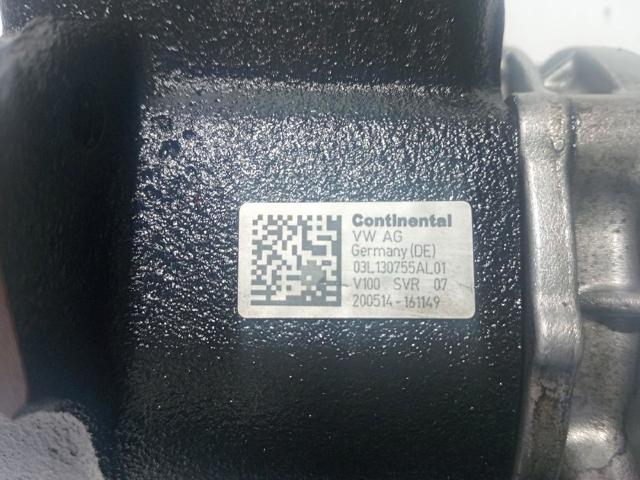 Continental
VW AG
Germany (DE)
03L130755AL01
V100 SVR 07
200514-161149